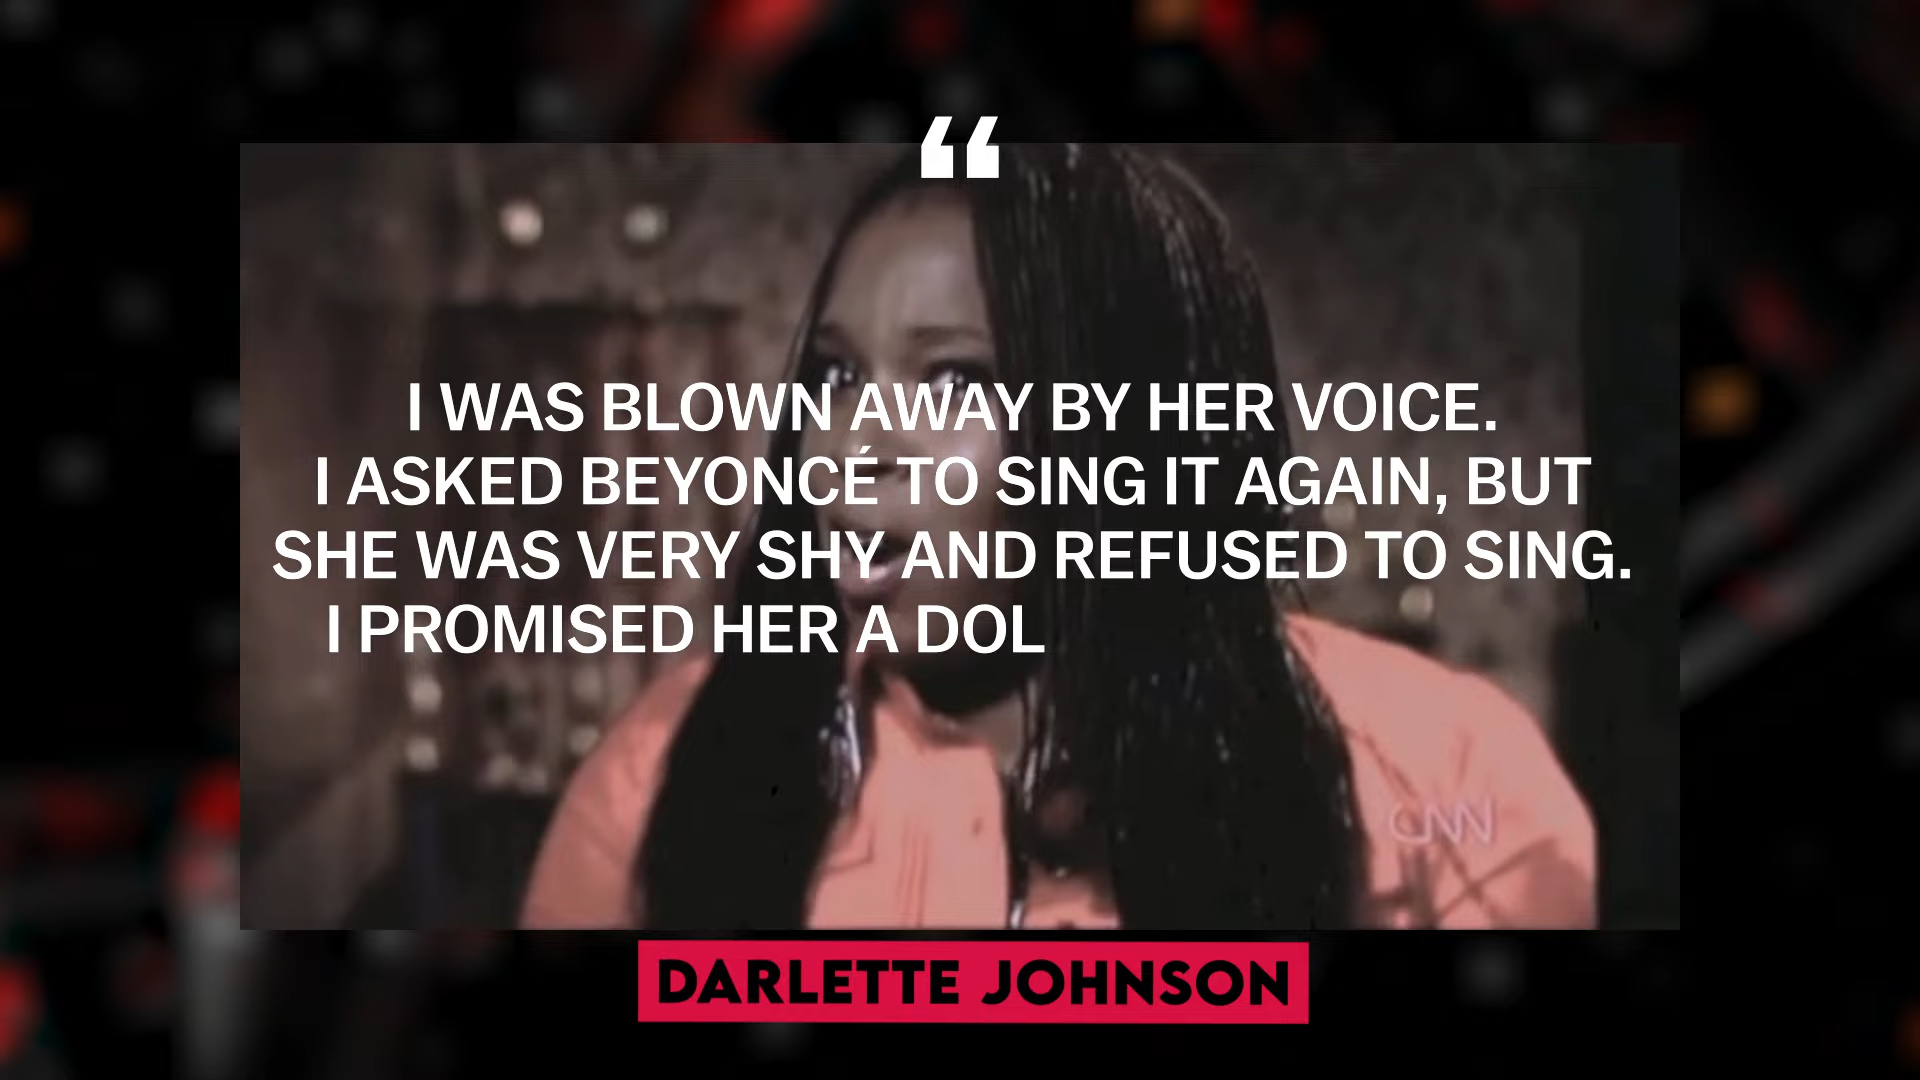 “
I WAS BLOWN AWAY BY HER VOICE.
I ASKED BEYONCÉ TO SING IT AGAIN, BUT
SHE WAS VERY SHY AND REFUSED TO SING.
I PROMISED HER A DOL
CNN
DARLETTE JOHNSON